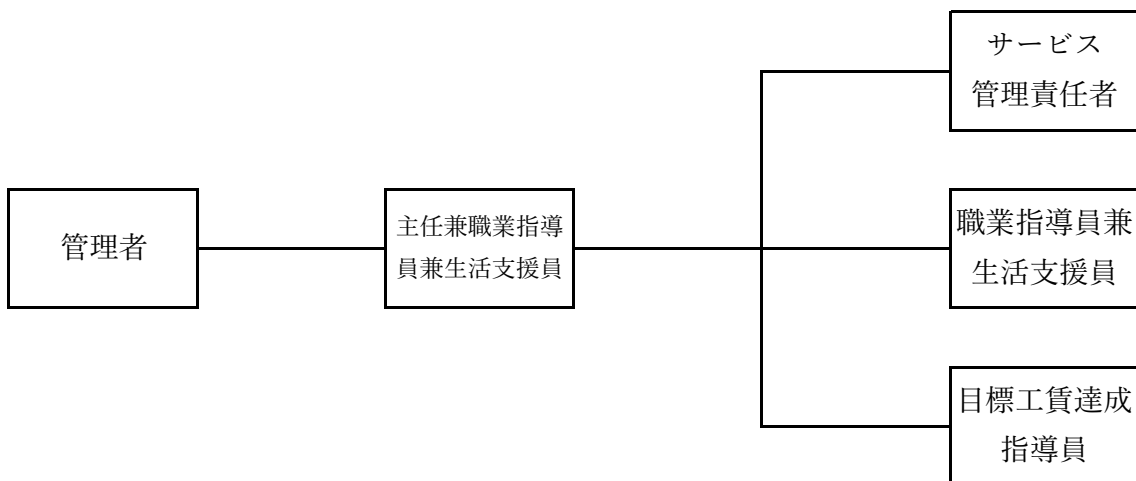 管理者
主任兼職業指導
員兼生活支援員
サービス
管理責任者
職業指導員兼
生活支援員
目標工賃達成
指導員